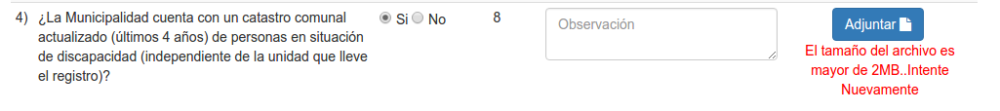 4) ¿La Municipalidad cuenta con un catastro comunal
actualizado (últimos 4 años) de personas en situación
de discapacidad (independiente de la unidad que lleve
el registro)?
Si No
8
Observación
Adjuntar
El tamaño del archivo es
mayor de 2MB..Intente
Nuevamente